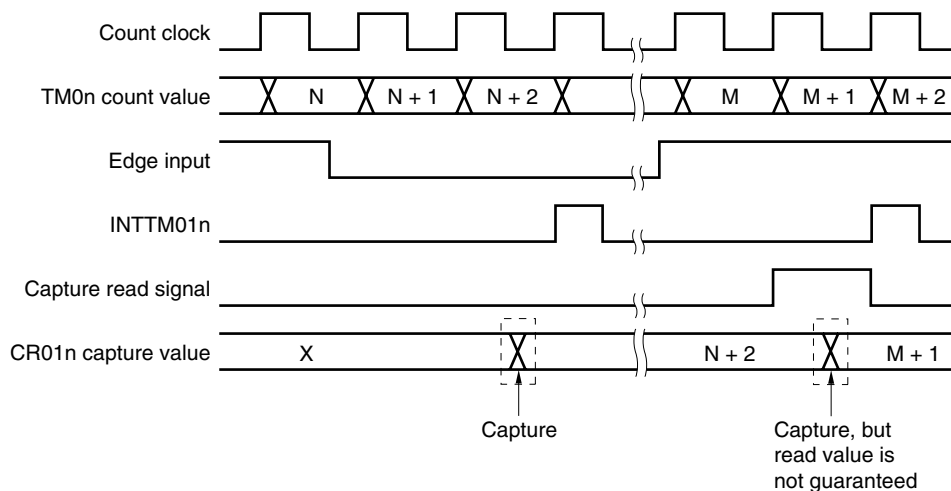 Count clock
TM0n count value N N + 1 N + 2 M M + 1 M + 2
Edge input
INTTM01n
Capture read signal
CR01n capture value X N + 2 M + 1
Capture
Capture, but
read value is
not guaranteed